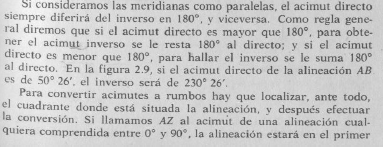 Si consideramos las meridianas como paralelas, el acimut directo
siempre diferirá del inverso en 180°, y viceversa. Como regla gene-
ral diremos que si el acimut directo es mayor que 180°, para obte-
ner el acimut inverso se le resta 180° al directo; y si el acimut
directo es menor que 180°, para hallar el inverso se le suma 180°
al directo. En la figura 2.9, si el acimut directo de la alineación AB
es de 50° 26′, el inverso será de 230° 26′.
Para convertir acimutes a rumbos hay que localizar, ante todo,
el cuadrante donde está situada la alineación, y después efectuar
la conversión. Si llamamos AZ al acimut de una alineación cual-
quiera comprendida entre 0° y 90°, la alineación estará en el primer